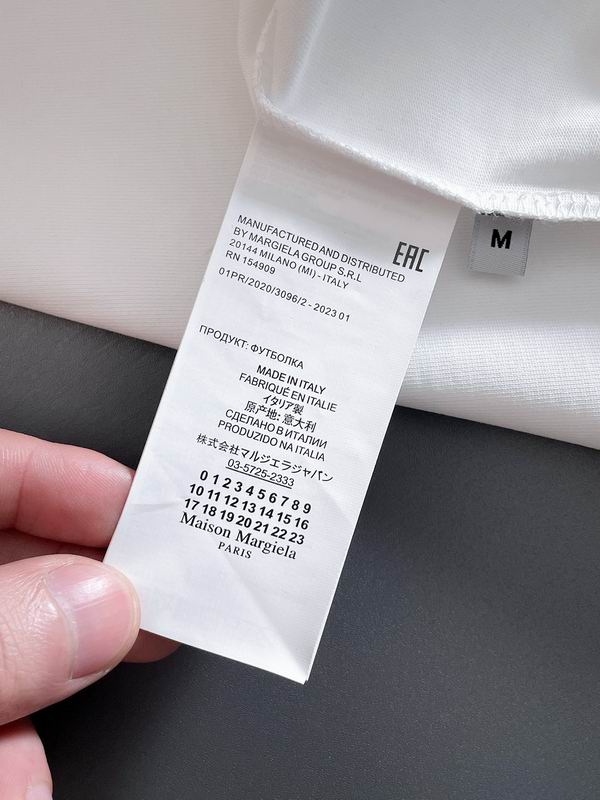 MANUFACTURED AND DISTRIBUTED
BY MARGIELA GROUP S.R.L
20144 MILANO (MI) - ITALY
RN 154909
EAC
01PR/2020/3096/2 - 2023 01
ПРОДУКТ: ФУТБОЛКА
MADE IN ITALY
FABRIQUÉ EN ITALIE
イタリア製
原产地: 意大利
СДЕЛАНО В ИТАЛИИ
PRODUZIDO NA ITALIA
株式会社マルジェラジャパン
03-5725-2333
0 1 2 3 4 5 6 7 8 9
10 11 12 13 14 15 16
17 18 19 20 21 22 23
Maison Margiela
PARIS
M